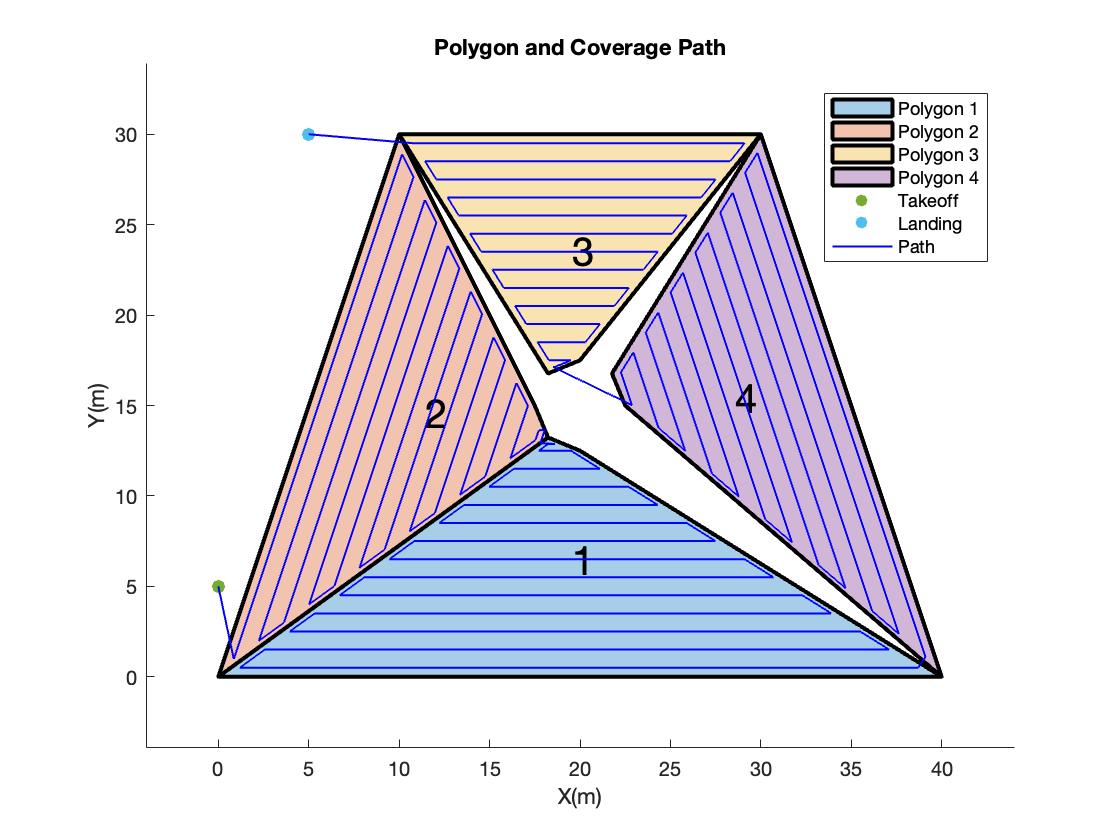 Polygon and Coverage Path
Polygon 1
Polygon 2
Polygon 3
Polygon 4
Takeoff
Landing
Path
30
25
20
15
10
5
0
Y(m)
3
4
2
1
0
5
10
15
20
25
30
35
40
X(m)